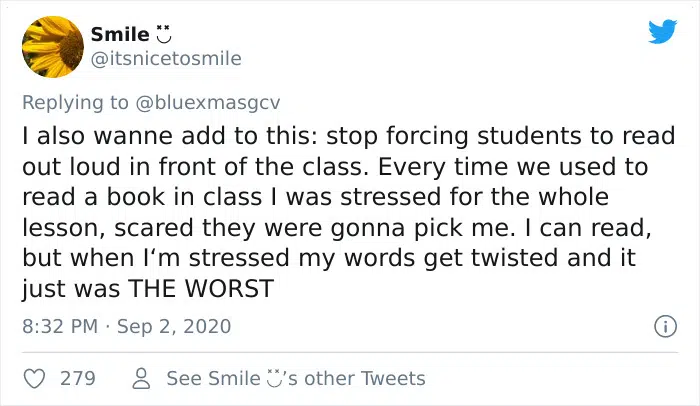 Smile ㋛̈
@itsnicetosmile
Replying to @bluexmasgcv
I also wanne add to this: stop forcing students to read
out loud in front of the class. Every time we used to
read a book in class I was stressed for the whole
lesson, scared they were gonna pick me. I can read,
but when I‘m stressed my words get twisted and it
just was THE WORST
8:32 PM · Sep 2, 2020
279
See Smile ㋛̈’s other Tweets